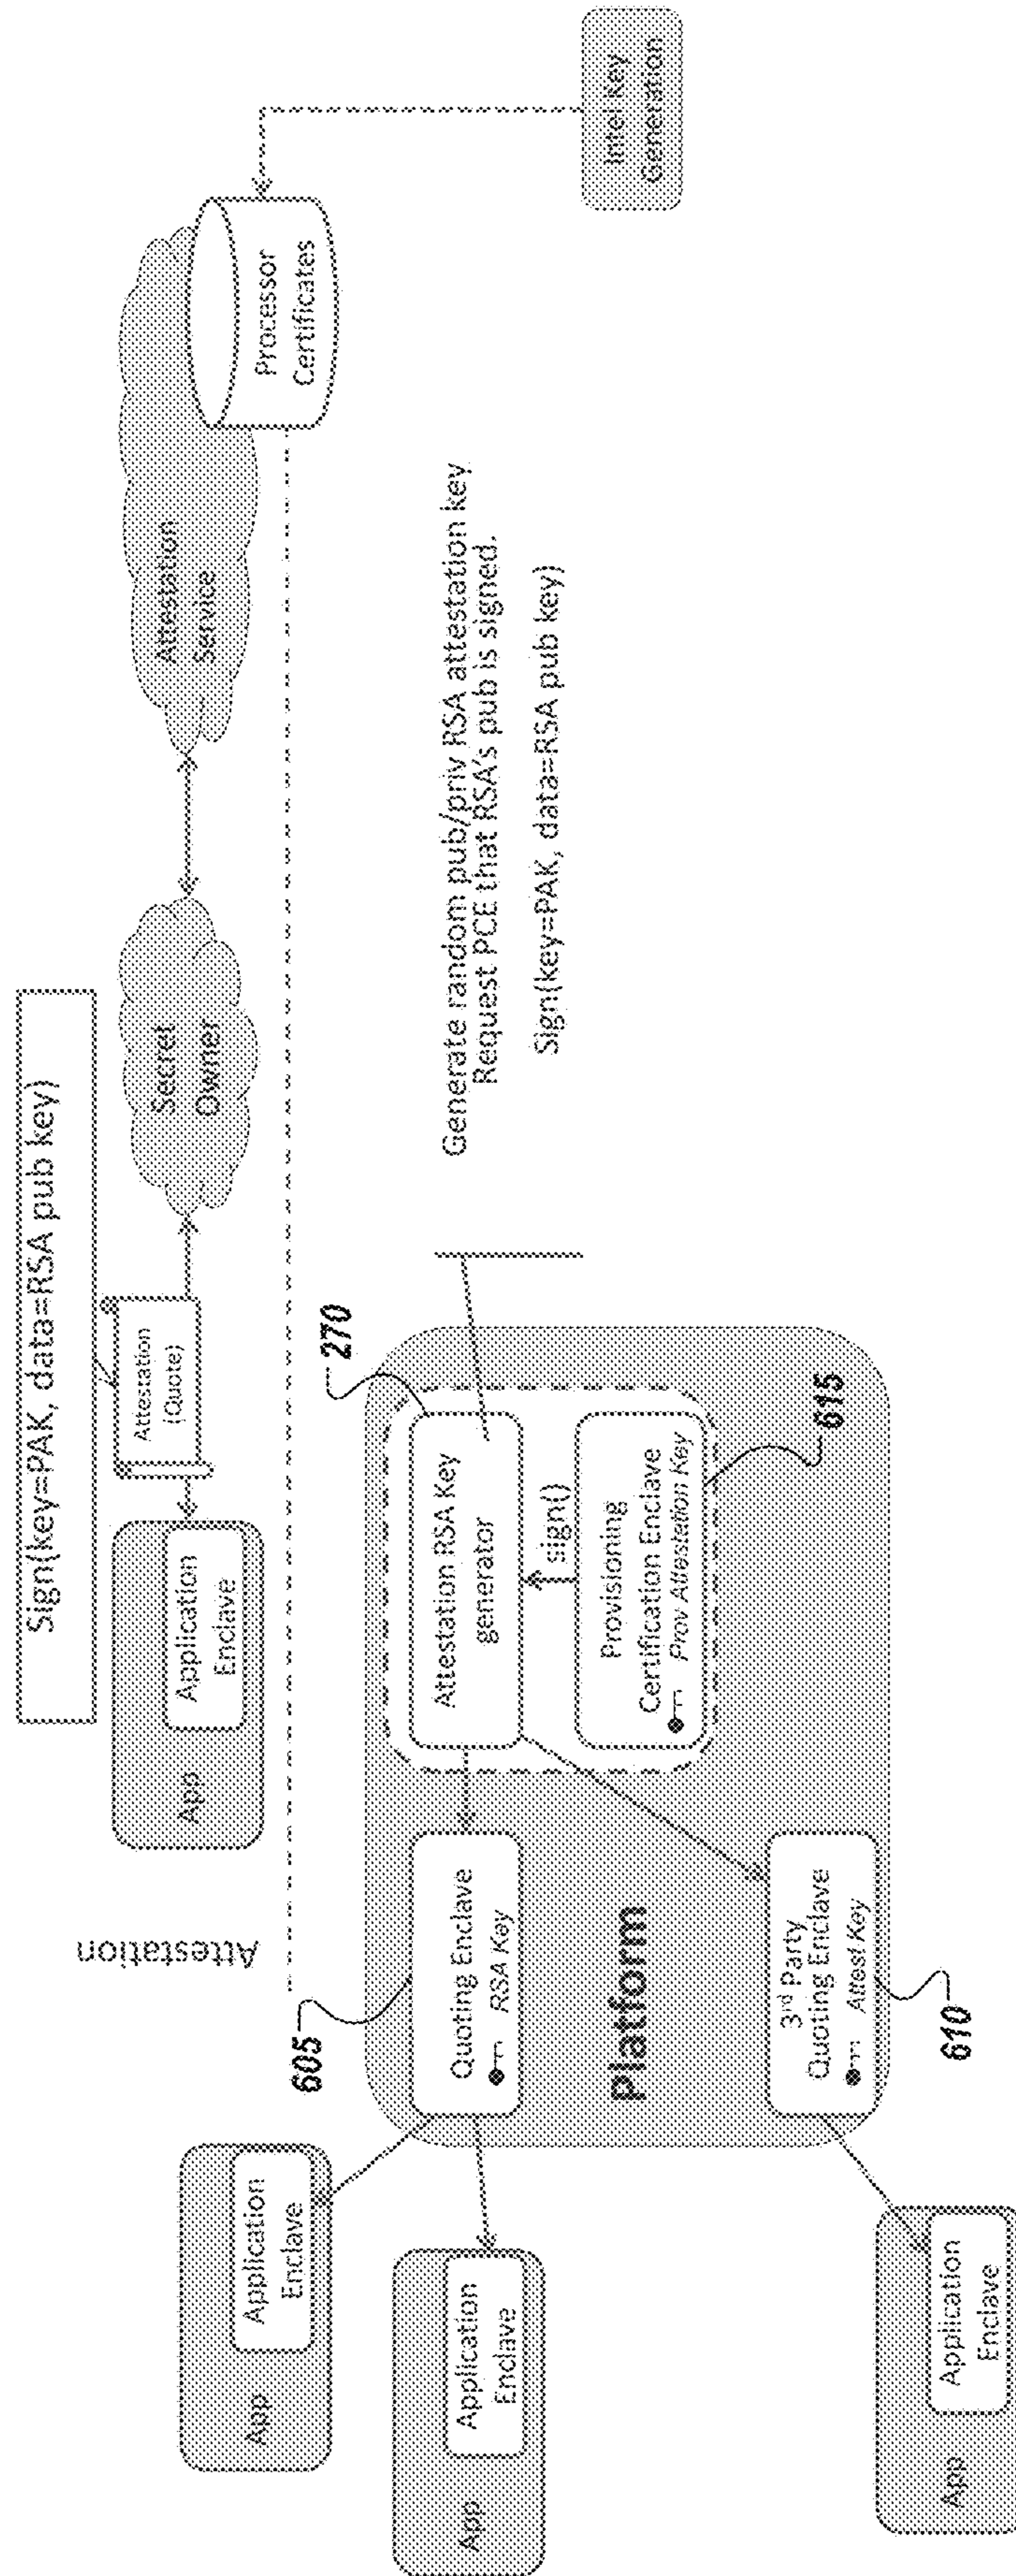 Sign(key=PAK, data=RSA pub key)
App
Application
Enclave
Attestation
(Quote)
Secret
Owner
Attestation
Service
Processor
Certificates
Intel Key
Generation
Attestation
App
Application
Enclave
App
Application
Enclave
App
Application
Enclave
605
Quoting Enclave
RSA Key
Platform
3rd Party
Quoting Enclave
Attest Key
610
270
Attestation RSA Key
generator
sign()
Provisioning
Certification Enclave
Prov Attestation Key
615
Generate random pub/priv RSA attestation key
Request PCE that RSA's pub is signed.
Sign(key=PAK, data=RSA pub key)